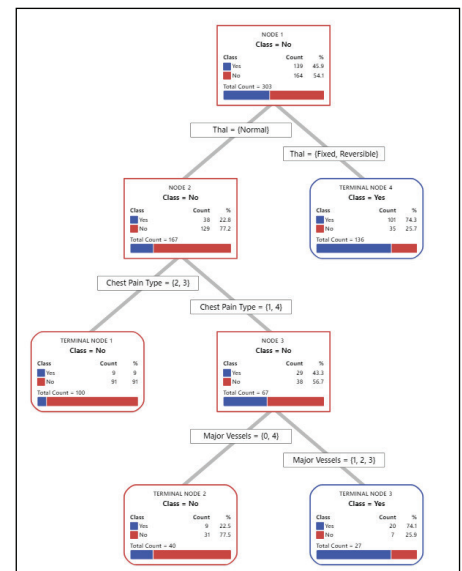 NODE 1
Class = No
Class Count %
Yes 139 45.9
No 164 54.1
Total Count = 303
Thal = {Normal}
Thal = {Fixed, Reversible}
NODE 2
Class = No
Class Count %
Yes 38 22.8
No 129 77.2
Total Count = 167
TERMINAL NODE 4
Class = Yes
Class Count %
Yes 101 74.3
No 35 25.7
Total Count = 136
Chest Pain Type = {2, 3}
Chest Pain Type = {1, 4}
TERMINAL NODE 1
Class = No
Class Count %
Yes 9 9
No 91 91
Total Count = 100
NODE 3
Class = No
Class Count %
Yes 29 43.3
No 38 56.7
Total Count = 67
Major Vessels = {0, 4}
Major Vessels = {1, 2, 3}
TERMINAL NODE 2
Class = No
Class Count %
Yes 9 22.5
No 31 77.5
Total Count = 40
TERMINAL NODE 3
Class = Yes
Class Count %
Yes 20 74.1
No 7 25.9
Total Count = 27